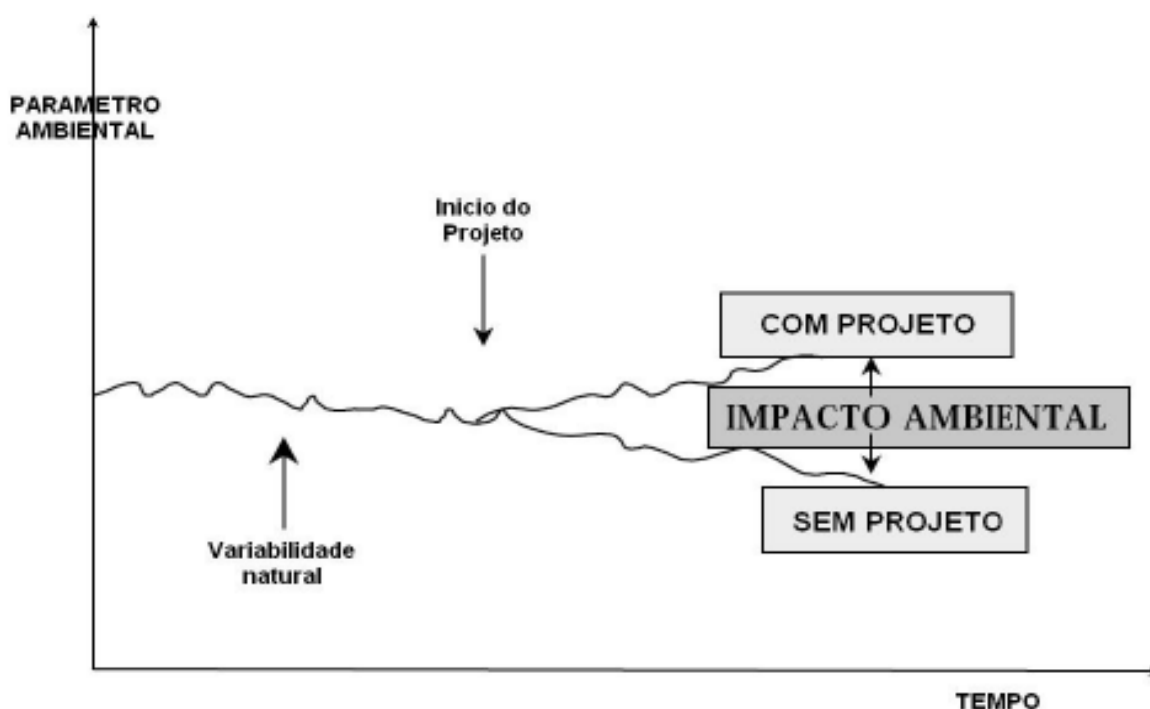 PARAMETRO
AMBIENTAL
Inicio do
Projeto
COM PROJETO
IMPACTO AMBIENTAL
SEM PROJETO
Variabilidade
natural
TEMPO